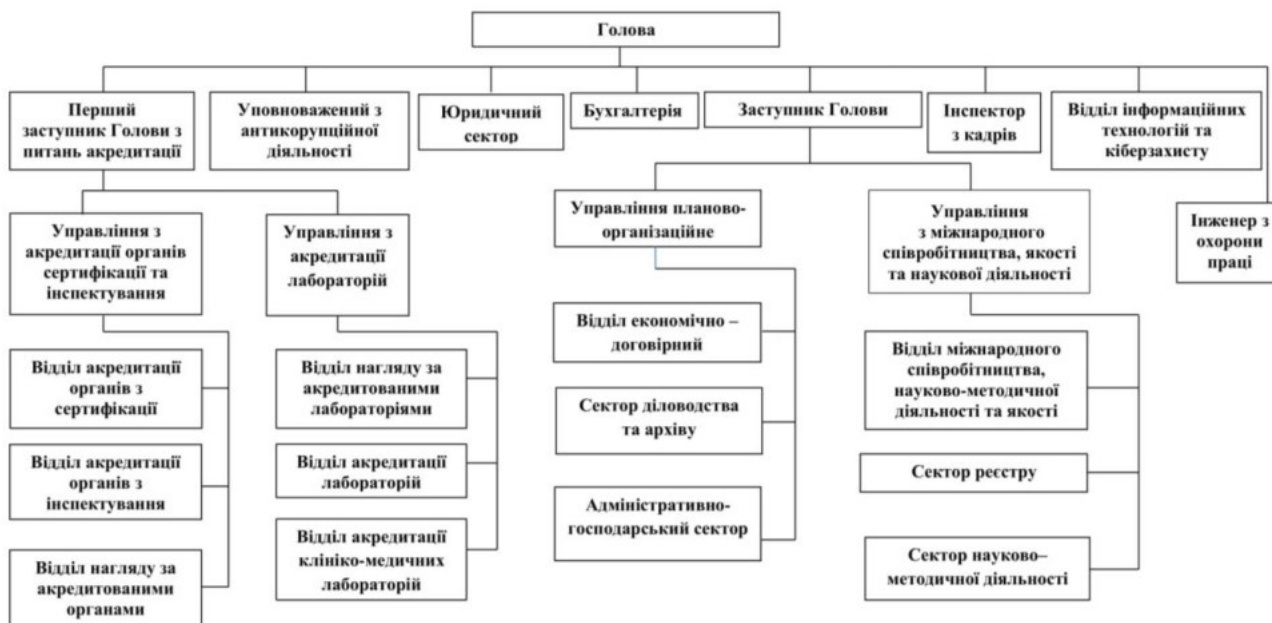 Голова
Перший
заступник Голови з
питань акредитації
Уповноважений з
антикорупційної
діяльності
Юридичний
сектор
Бухгалтерія
Заступник Голови
Інспектор
з кадрів
Відділ інформаційних
технологій та
кіберзахисту
Управління з
акредитації органів
сертифікації та
інспектування
Управління з
акредитації
лабораторій
Управління планово-
організаційне
Управління
з міжнародного
співробітництва, якості
та наукової діяльності
Інженер з
охорони
праці
Відділ акредитації
органів з
сертифікації
Відділ акредитації
органів з
інспектування
Відділ нагляду за
акредитованими
органами
Відділ нагляду за
акредитованими
лабораторіями
Відділ акредитації
лабораторій
Відділ акредитації
клініко-медичних
лабораторій
Відділ економічно –
договірний
Сектор діловодства
та архіву
Адміністративно-
господарський сектор
Відділ міжнародного
співробітництва,
науково-методичної
діяльності та якості
Сектор реєстру
Сектор науково–
методичної діяльності